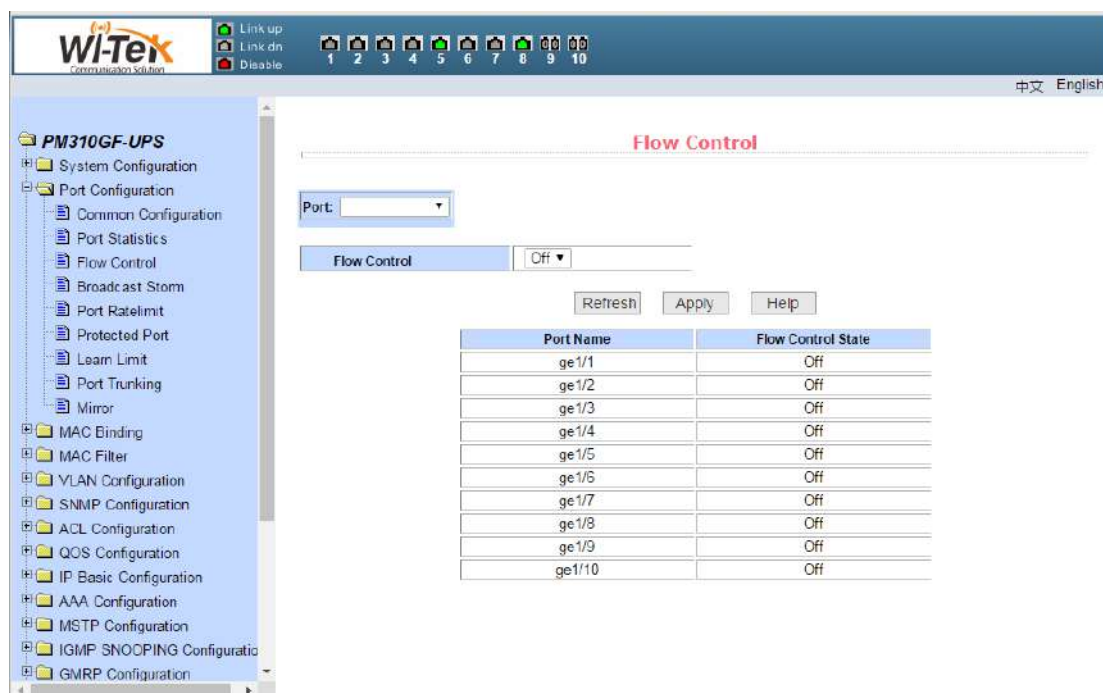 WI-Tek
Communication Solution
Link up
Link dn
Disable
1 2 3 4 5 6 7 8 9 10
中文 English
PM310GF-UPS
System Configuration
Port Configuration
Common Configuration
Port Statistics
Flow Control
Broadcast Storm
Port Ratelimit
Protected Port
Learn Limit
Port Trunking
Mirror
MAC Binding
MAC Filter
VLAN Configuration
SNMP Configuration
ACL Configuration
QOS Configuration
IP Basic Configuration
AAA Configuration
MSTP Configuration
IGMP SNOOPING Configuratio
GMRP Configuration
Flow Control
Port:
Flow Control Off
Refresh Apply Help
Port Name Flow Control State
ge1/1 Off
ge1/2 Off
ge1/3 Off
ge1/4 Off
ge1/5 Off
ge1/6 Off
ge1/7 Off
ge1/8 Off
ge1/9 Off
ge1/10 Off